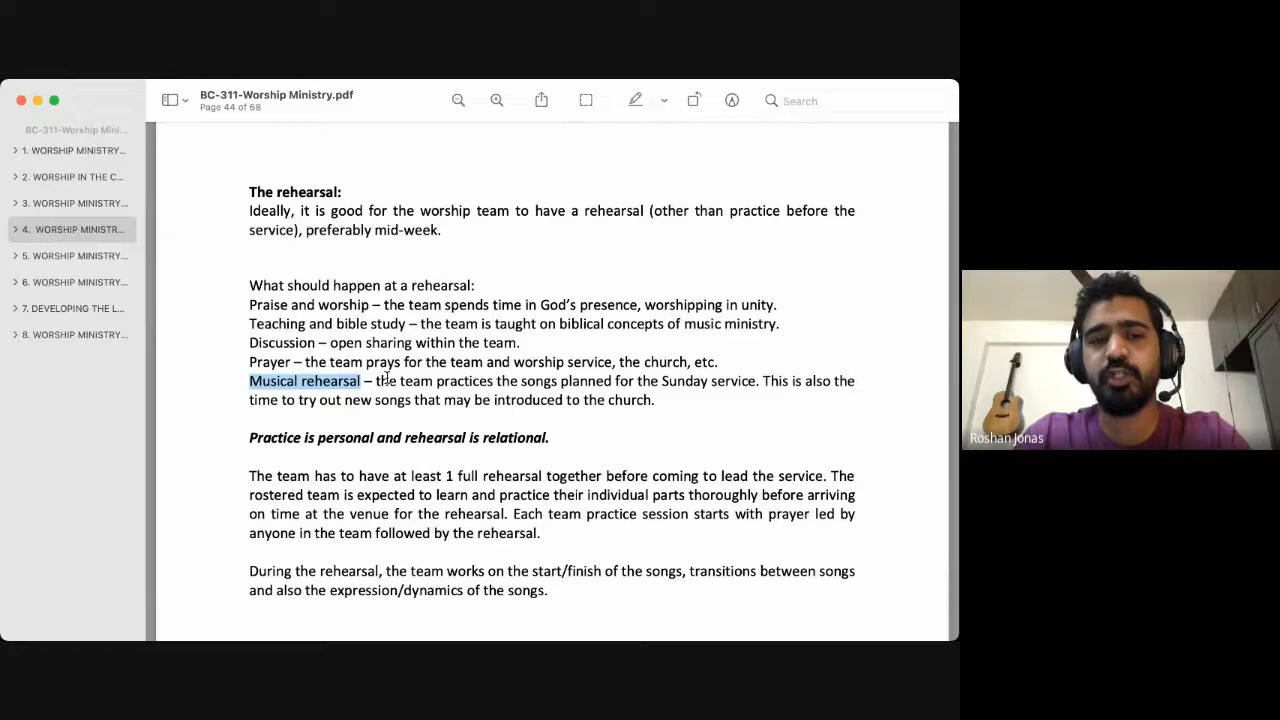 BC-311-Worship Ministry.pdf
Page 44 of 68
Search
BC-311-Worship Mini...
1. WORSHIP MINISTRY...
2. WORSHIP IN THE C...
3. WORSHIP MINISTRY...
4. WORSHIP MINISTR...
5. WORSHIP MINISTRY...
6. WORSHIP MINISTRY...
7. DEVELOPING THE L...
8. WORSHIP MINISTRY...
The rehearsal:
Ideally, it is good for the worship team to have a rehearsal (other than practice before the
service), preferably mid-week.
What should happen at a rehearsal:
Praise and worship – the team spends time in God's presence, worshipping in unity.
Teaching and bible study – the team is taught on biblical concepts of music ministry.
Discussion – open sharing within the team.
Prayer – the team prays for the team and worship service, the church, etc.
Musical rehearsal – the team practices the songs planned for the Sunday service. This is also the
time to try out new songs that may be introduced to the church.
Practice is personal and rehearsal is relational.
The team has to have at least 1 full rehearsal together before coming to lead the service. The
rostered team is expected to learn and practice their individual parts thoroughly before arriving
on time at the venue for the rehearsal. Each team practice session starts with prayer led by
anyone in the team followed by the rehearsal.
During the rehearsal, the team works on the start/finish of the songs, transitions between songs
and also the expression/dynamics of the songs.
Roshan Jonas